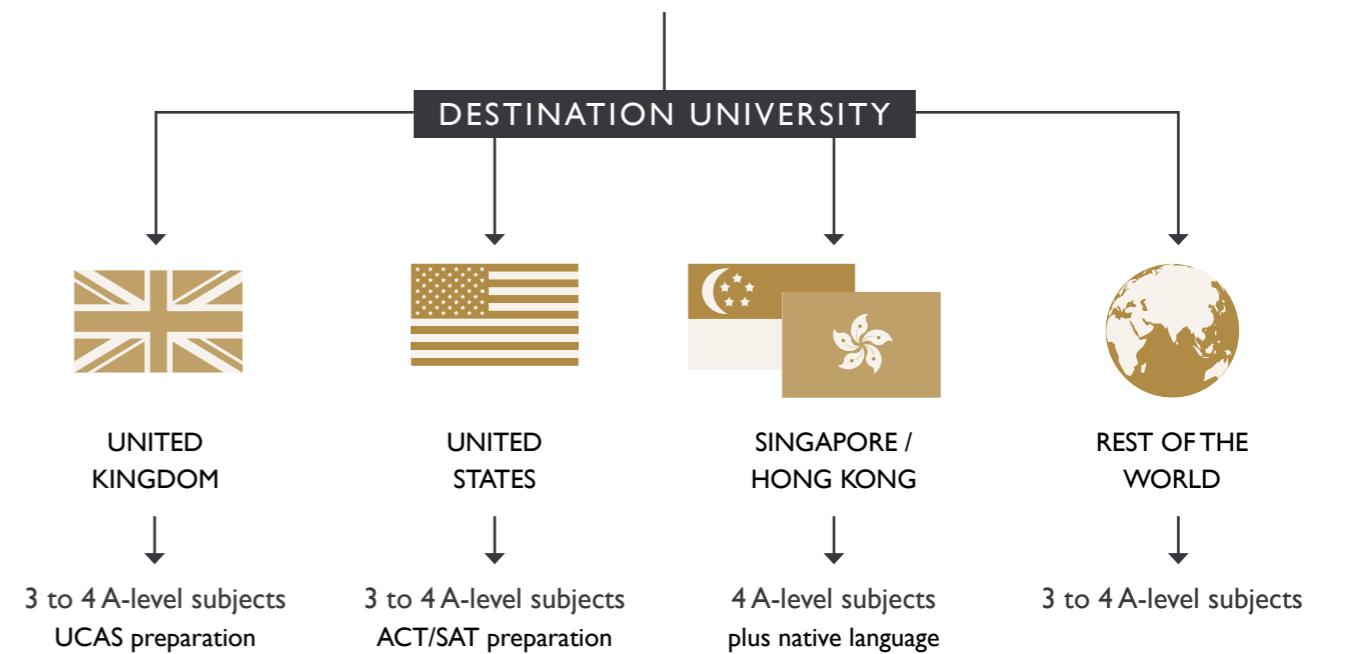 DESTINATION UNIVERSITY
UNITED
KINGDOM
3 to 4 A-level subjects
UCAS preparation
UNITED
STATES
3 to 4 A-level subjects
ACT/SAT preparation
SINGAPORE /
HONG KONG
4 A-level subjects
plus native language
REST OF THE
WORLD
3 to 4 A-level subjects